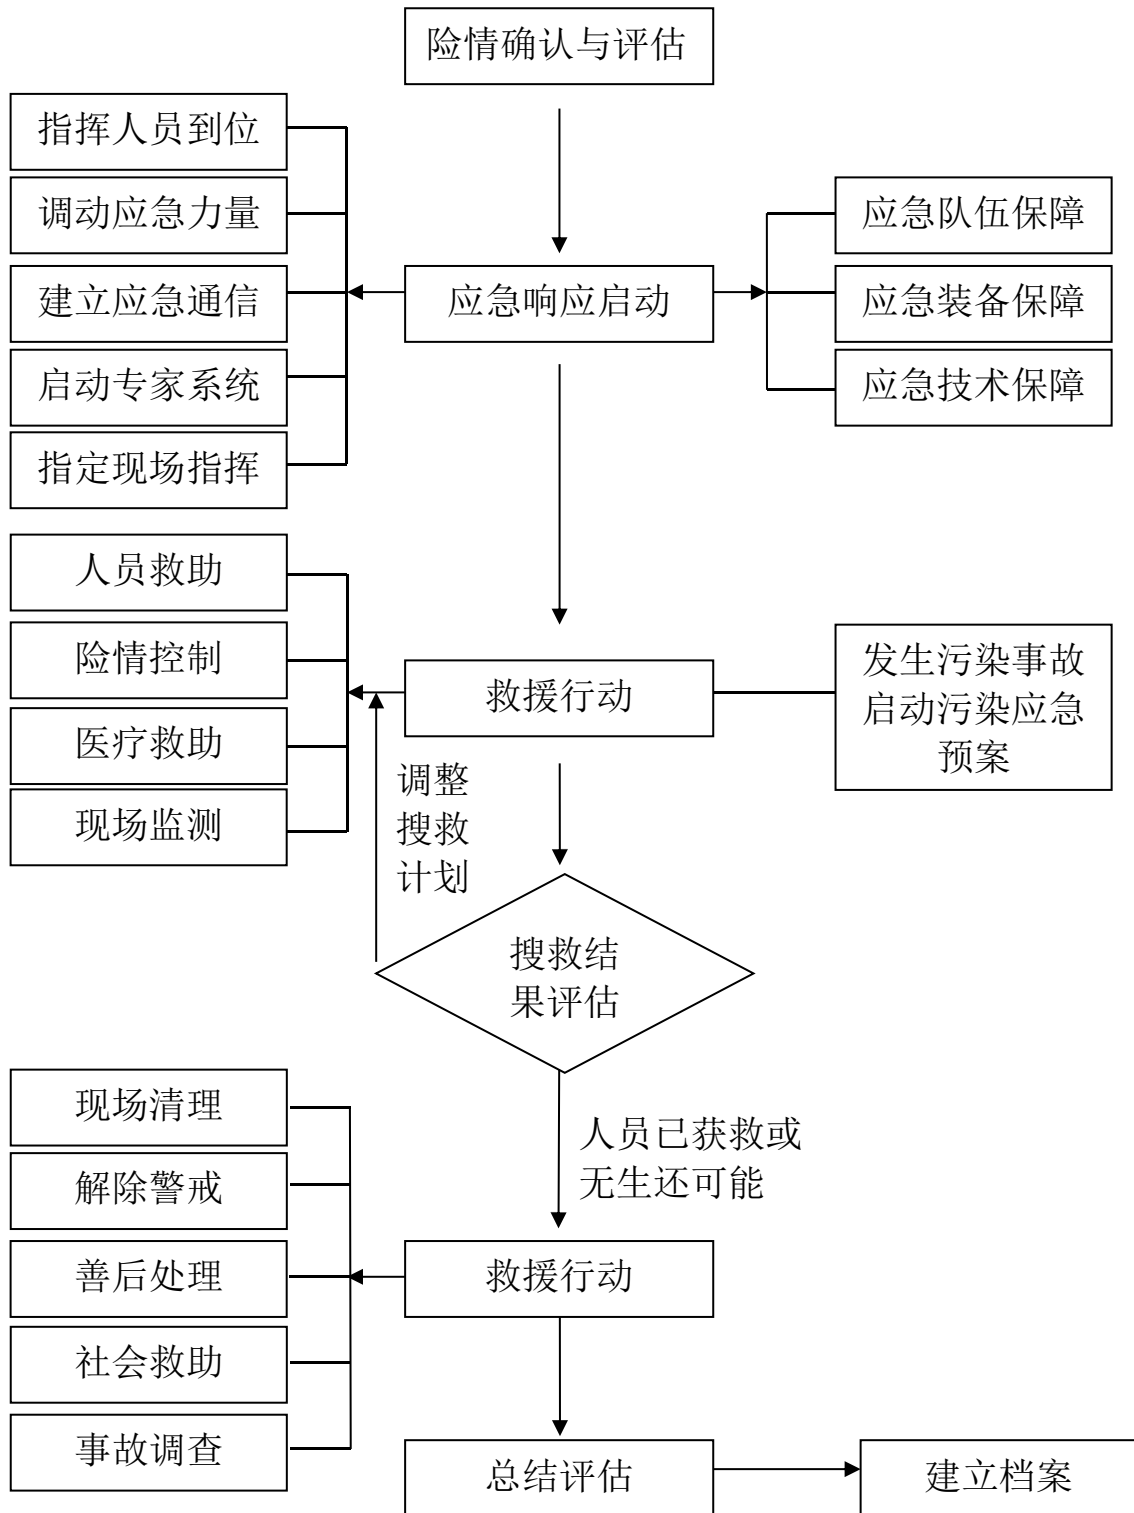 险情确认与评估
指挥人员到位
调动应急力量
建立应急通信
启动专家系统
指定现场指挥
应急响应启动
应急队伍保障
应急装备保障
应急技术保障
人员救助
险情控制
医疗救助
现场监测
救援行动
发生污染事故
启动污染应急
预案
调整
搜救
计划
搜救结
果评估
人员已获救或
无生还可能
现场清理
解除警戒
善后处理
社会救助
事故调查
救援行动
总结评估
建立档案